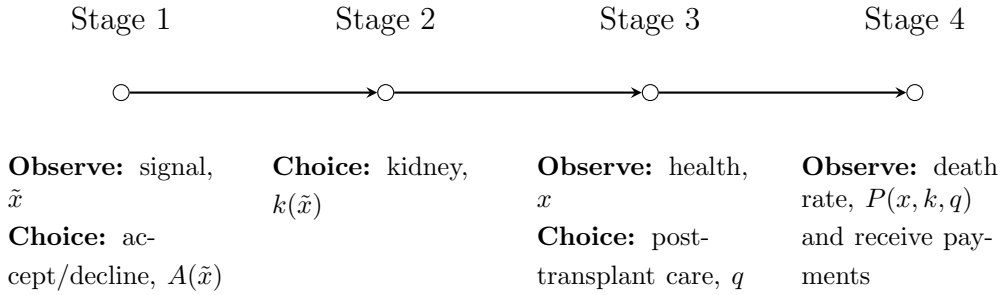 Stage 1 Stage 2 Stage 3 Stage 4
Observe: signal,
x̃
Choice: ac-
cept/decline, A(x̃)
Choice: kidney,
k(x̃)
Observe: health,
x
Choice: post-
transplant care, q
Observe: death
rate, P(x, k, q)
and receive pay-
ments